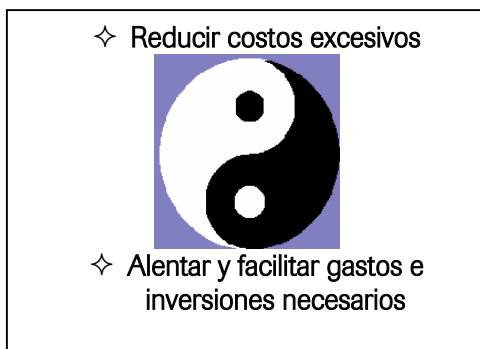 ✧ Reducir costos excesivos
✧ Alentar y facilitar gastos e
inversiones necesarios